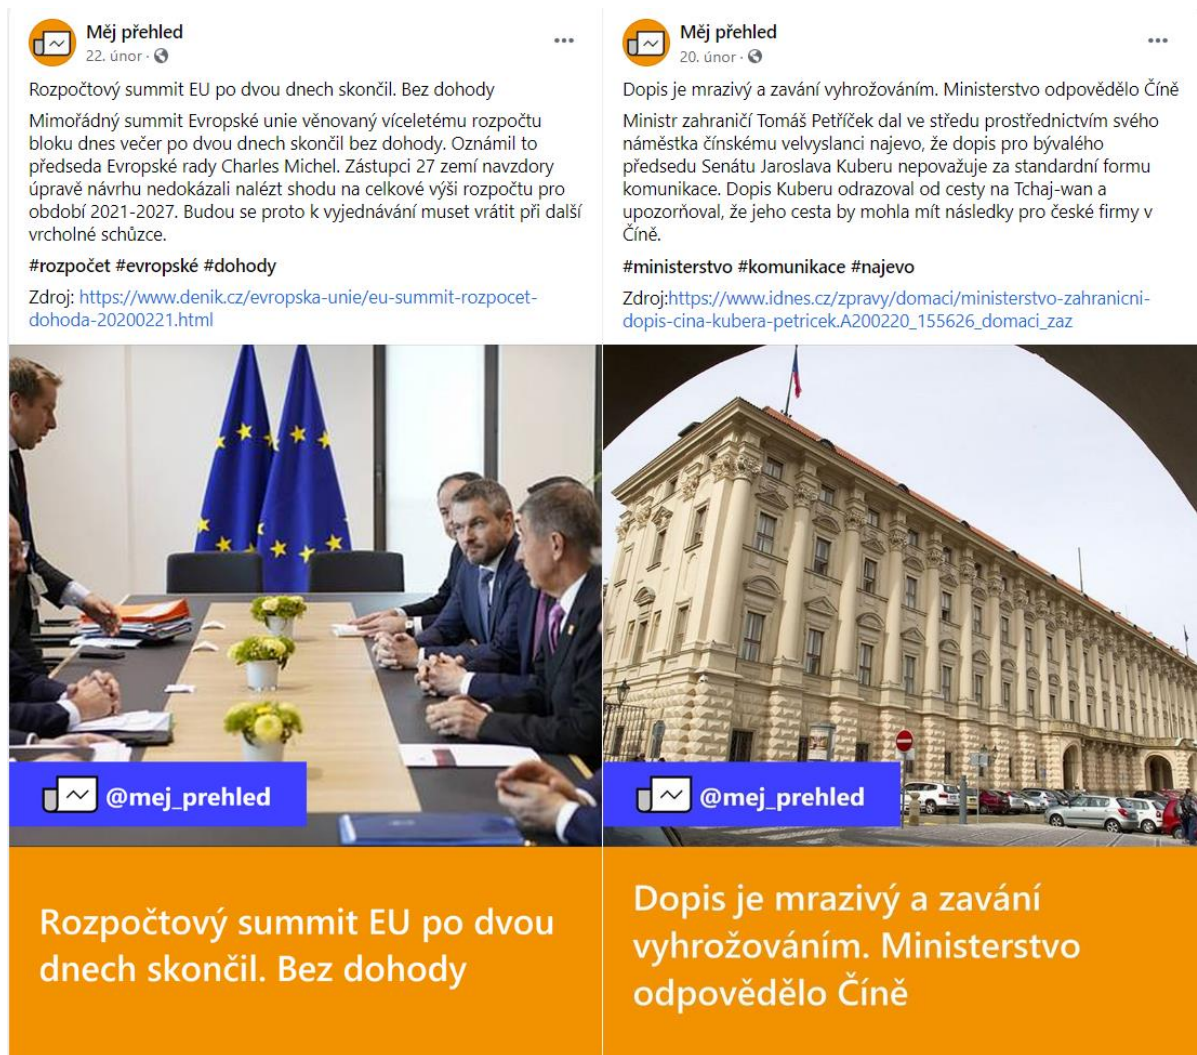 Měj přehled
22. únor ·
Rozpočtový summit EU po dvou dnech skončil. Bez dohody
Mimořádný summit Evropské unie věnovaný víceletému rozpočtu
bloku dnes večer po dvou dnech skončil bez dohody. Oznámil to
předseda Evropské rady Charles Michel. Zástupci 27 zemí navzdory
úpravě návrhu nedokázali nalézt shodu na celkové výši rozpočtu pro
období 2021-2027. Budou se proto k vyjednávání muset vrátit při další
vrcholné schůzce.
#rozpočet #evropské #dohody
Zdroj: https://www.denik.cz/evropska-unie/eu-summit-rozpocet-
dohoda-20200221.html
@mej_prehled
Rozpočtový summit EU po dvou
dnech skončil. Bez dohody
Měj přehled
20. únor ·
Dopis je mrazivý a zavání vyhrožováním. Ministerstvo odpovědělo Číně
Ministr zahraničí Tomáš Petříček dal ve středu prostřednictvím svého
náměstka čínskému velvyslanci najevo, že dopis pro bývalého
předsedu Senátu Jaroslava Kuberu nepovažuje za standardní formu
komunikace. Dopis Kuberu odrazoval od cesty na Tchaj-wan a
upozorňoval, že jeho cesta by mohla mít následky pro české firmy v
Číně.
#ministerstvo #komunikace #najevo
Zdroj:https://www.idnes.cz/zpravy/domaci/ministerstvo-zahranicni-
dopis-cina-kubera-petricek.A200220_155626_domaci_zaz
@mej_prehled
Dopis je mrazivý a zavání
vyhrožováním. Ministerstvo
odpovědělo Číně